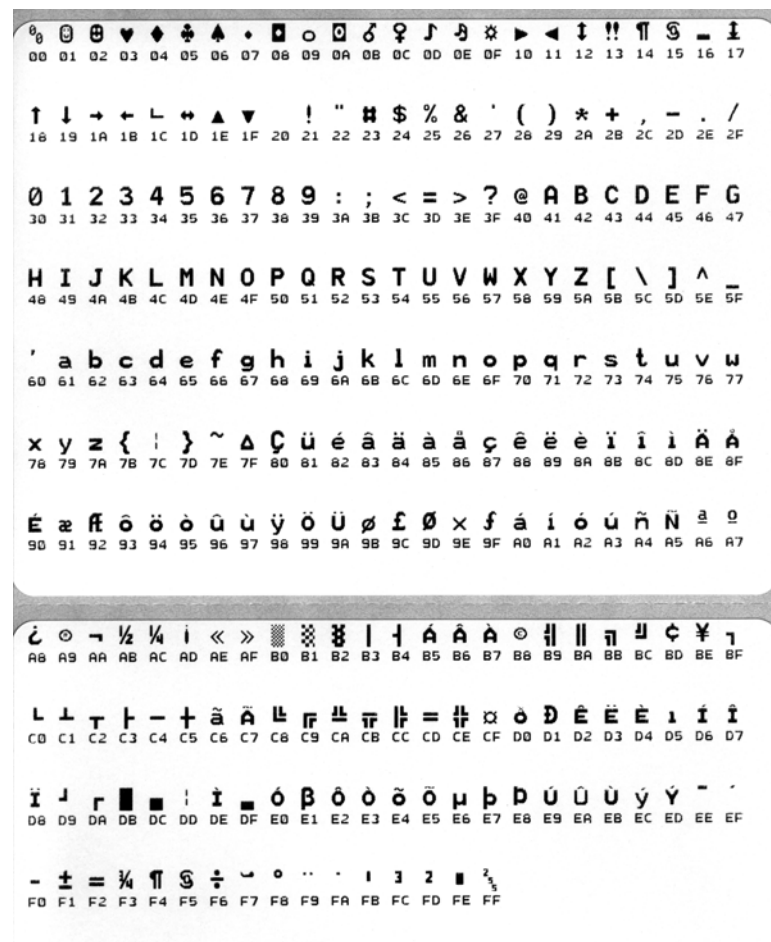 ⁰₀ ☺ ☻ ♥ ♦ ♣ ♠ • ◘ ○ ◙ ♂ ♀ ♪ ♫ ☼ ► ◄ ↕ ‼ ¶ § ▬ ↨
00 01 02 03 04 05 06 07 08 09 0A 0B 0C 0D 0E 0F 10 11 12 13 14 15 16 17
↑ ↓ → ← ∟ ↔ ▲ ▼ ! " # $ % & ' ( ) * + , - . /
18 19 1A 1B 1C 1D 1E 1F 20 21 22 23 24 25 26 27 28 29 2A 2B 2C 2D 2E 2F
0 1 2 3 4 5 6 7 8 9 : ; < = > ? @ A B C D E F G
30 31 32 33 34 35 36 37 38 39 3A 3B 3C 3D 3E 3F 40 41 42 43 44 45 46 47
H I J K L M N O P Q R S T U V W X Y Z [ \ ] ^ _
48 49 4A 4B 4C 4D 4E 4F 50 51 52 53 54 55 56 57 58 59 5A 5B 5C 5D 5E 5F
' a b c d e f g h i j k l m n o p q r s t u v w
60 61 62 63 64 65 66 67 68 69 6A 6B 6C 6D 6E 6F 70 71 72 73 74 75 76 77
x y z { ¦ } ~ ∆ Ç ü é â ä à å ç ê ë è ï î ì Ä Å
78 79 7A 7B 7C 7D 7E 7F 80 81 82 83 84 85 86 87 88 89 8A 8B 8C 8D 8E 8F
É æ Æ ô ö ò û ù ÿ Ö Ü ø £ Ø × ƒ á í ó ú ñ Ñ ª º
90 91 92 93 94 95 96 97 98 99 9A 9B 9C 9D 9E 9F A0 A1 A2 A3 A4 A5 A6 A7
¿ ® ¬ ½ ¼ ¡ « » ░ ▒ ▓ │ ┤ Á Â À © ╣ ║ ╗ ╝ ¢ ¥ ┐
A8 A9 AA AB AC AD AE AF B0 B1 B2 B3 B4 B5 B6 B7 B8 B9 BA BB BC BD BE BF
└ ┴ ┬ ├ ─ ┼ ã Ã ╚ ╔ ╩ ╦ ╠ ═ ╬ ¤ ð Ð Ê Ë È ı Í Î
C0 C1 C2 C3 C4 C5 C6 C7 C8 C9 CA CB CC CD CE CF D0 D1 D2 D3 D4 D5 D6 D7
Ï ┘ ┌ █ ▄ ¦ Ì ▄ Ó β Ô Ò õ Õ µ þ Þ Ú Û Ù ý Ý ¯ ´
D8 D9 DA DB DC DD DE DF E0 E1 E2 E3 E4 E5 E6 E7 E8 E9 EA EB EC ED EE EF
- ± = ¾ ¶ § ÷ ¸ ° ¨ · ı 3 2 ■ ²⁄₅₅
F0 F1 F2 F3 F4 F5 F6 F7 F8 F9 FA FB FC FD FE FF